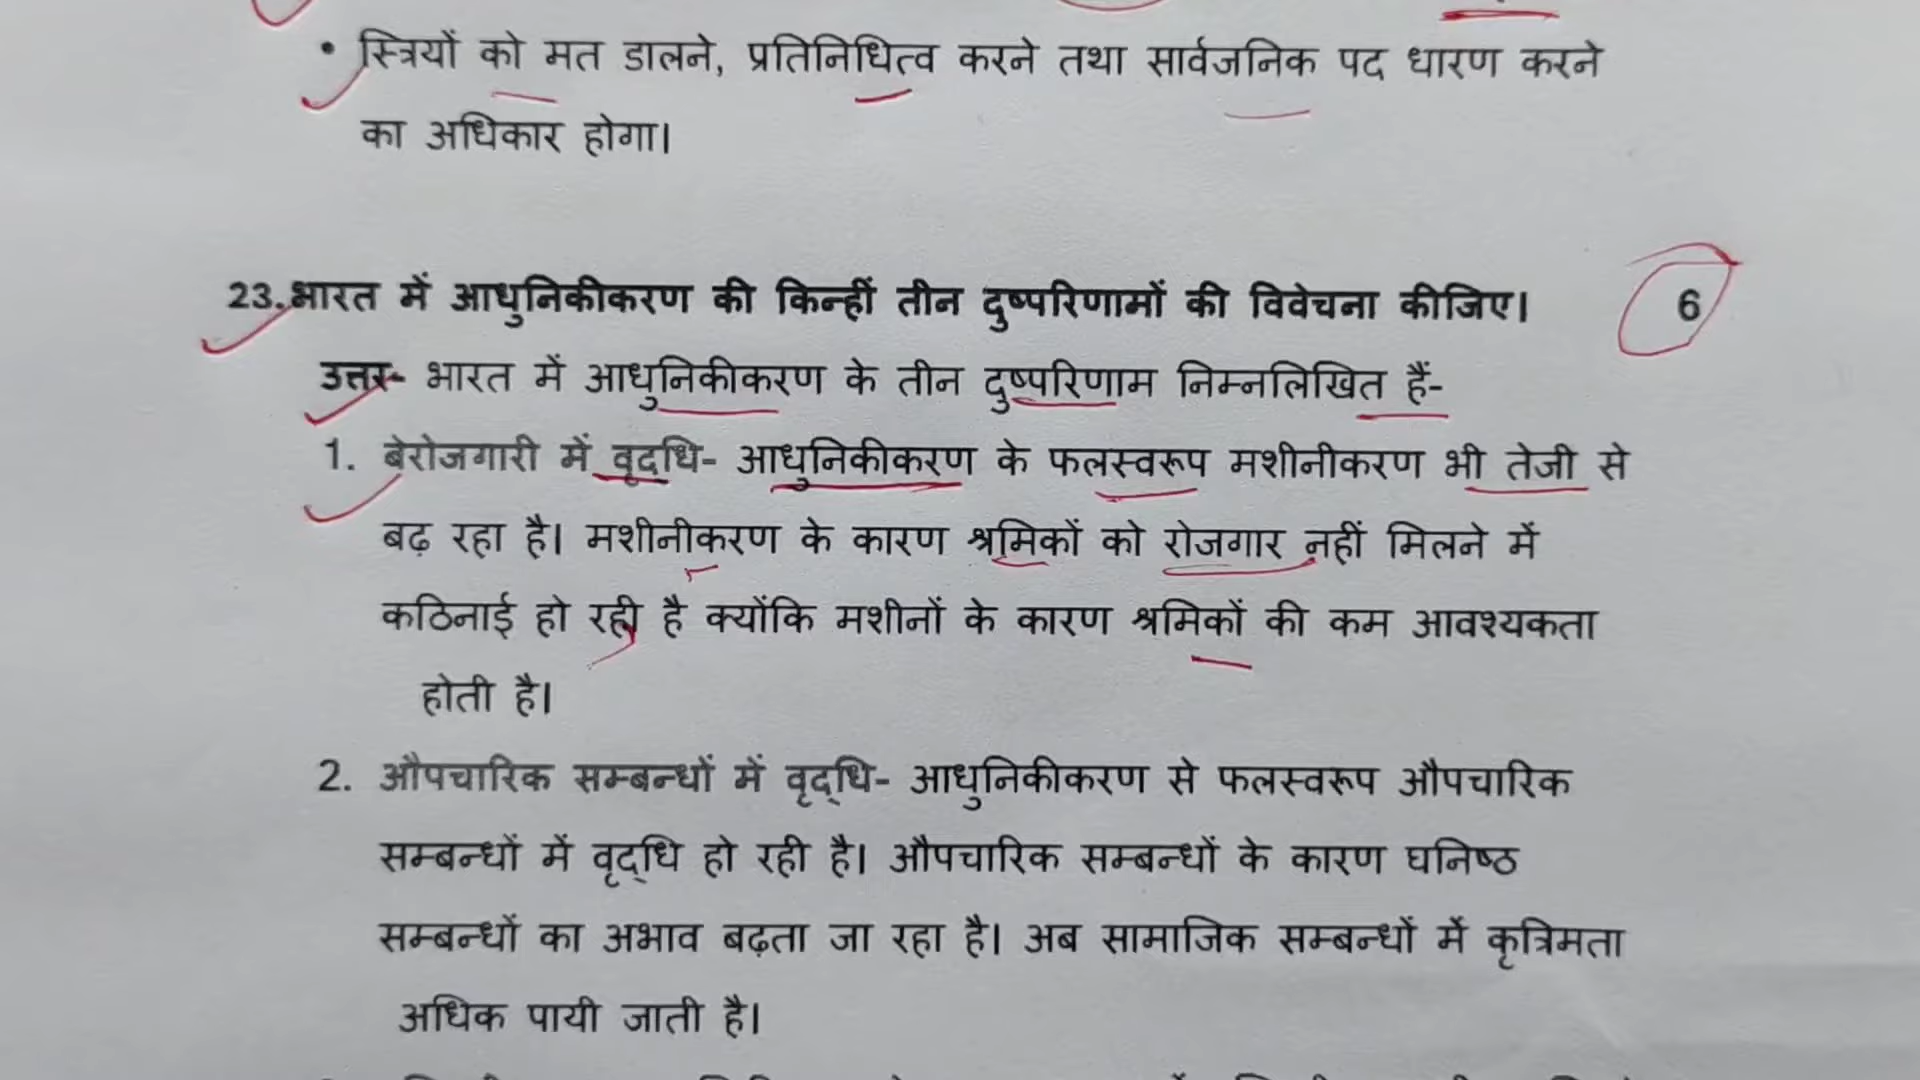 • स्त्रियों को मत डालने, प्रतिनिधित्व करने तथा सार्वजनिक पद धारण करने
का अधिकार होगा।
23.भारत में आधुनिकीकरण की किन्हीं तीन दुष्परिणामों की विवेचना कीजिए। 6
उत्तर- भारत में आधुनिकीकरण के तीन दुष्परिणाम निम्नलिखित हैं-
1. बेरोजगारी में वृद्धि- आधुनिकीकरण के फलस्वरूप मशीनीकरण भी तेजी से
बढ़ रहा है। मशीनीकरण के कारण श्रमिकों को रोजगार नहीं मिलने में
कठिनाई हो रही है क्योंकि मशीनों के कारण श्रमिकों की कम आवश्यकता
होती है।
2. औपचारिक सम्बन्धों में वृद्धि- आधुनिकीकरण से फलस्वरूप औपचारिक
सम्बन्धों में वृद्धि हो रही है। औपचारिक सम्बन्धों के कारण घनिष्ठ
सम्बन्धों का अभाव बढ़ता जा रहा है। अब सामाजिक सम्बन्धों में कृत्रिमता
अधिक पायी जाती है।